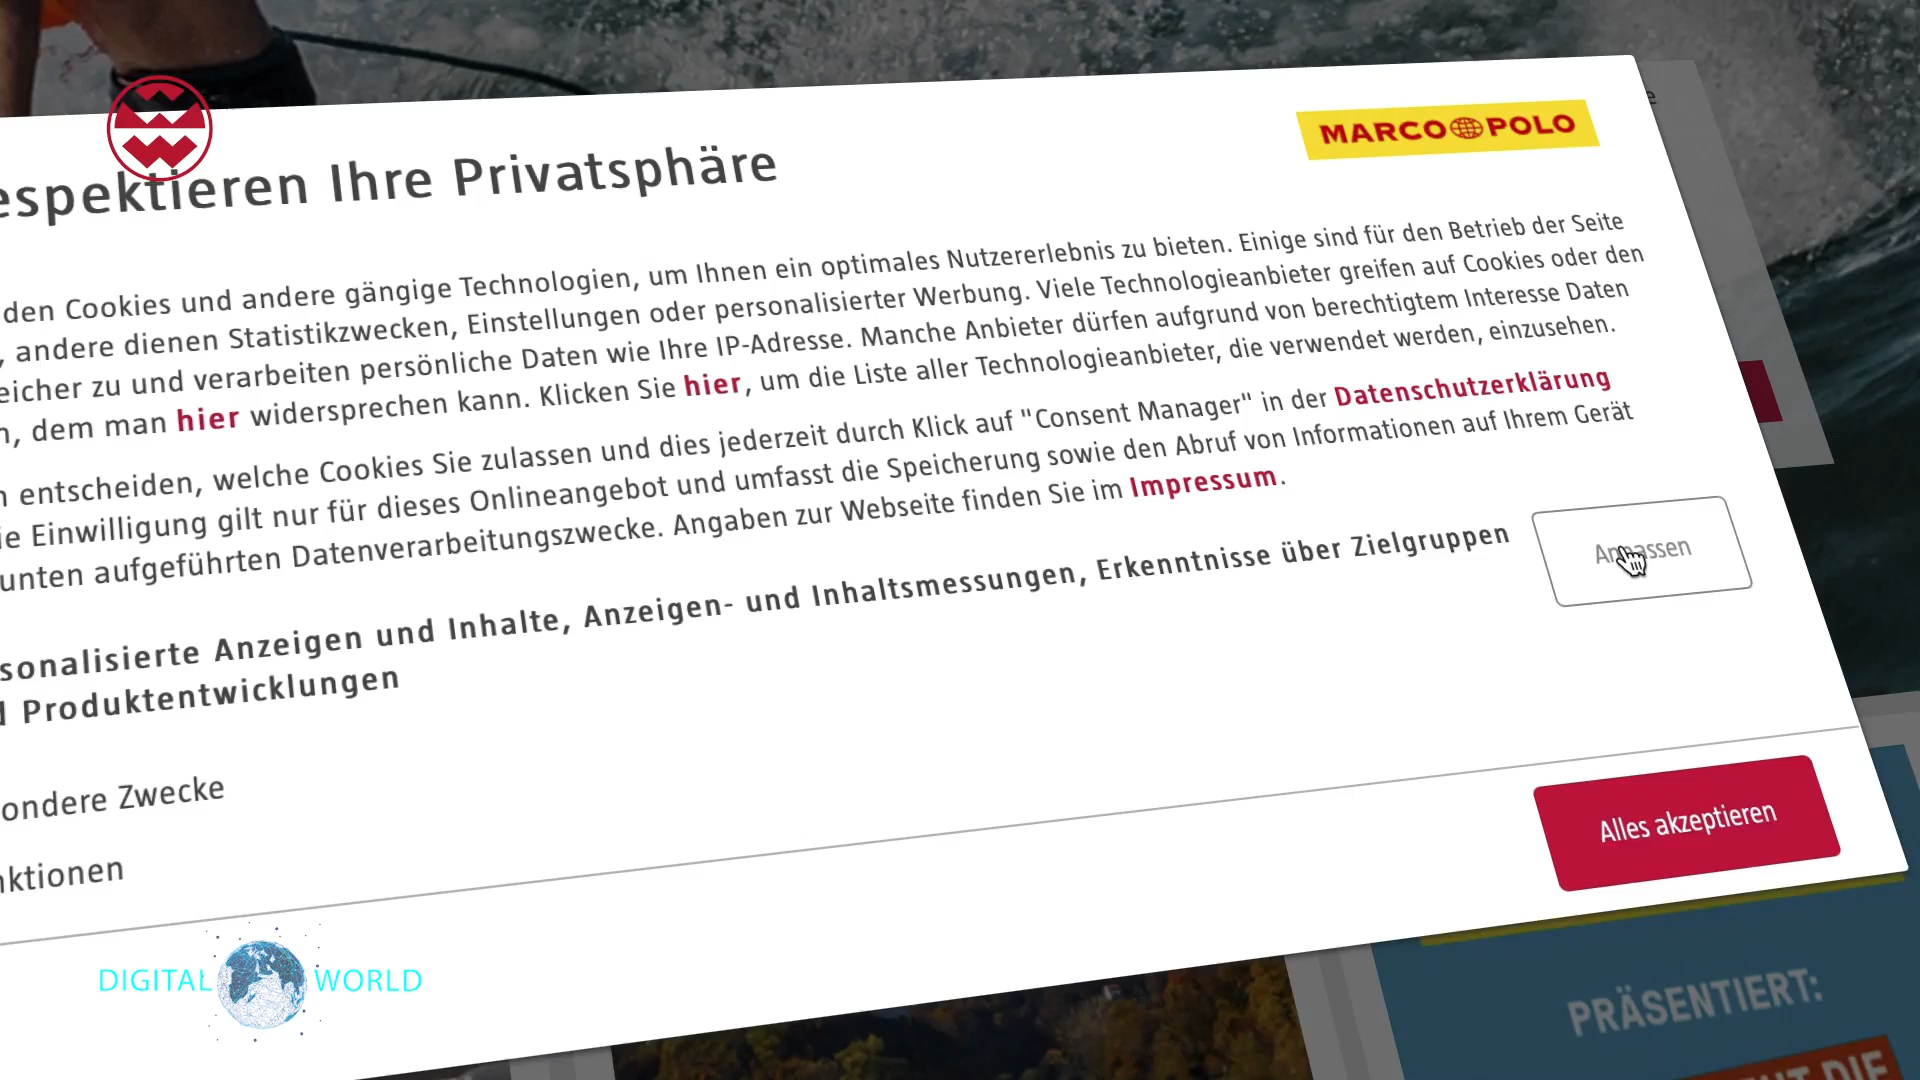 MARCO POLO
espektieren Ihre Privatsphäre
den Cookies und andere gängige Technologien, um Ihnen ein optimales Nutzererlebnis zu bieten. Einige sind für den Betrieb der Seite
, andere dienen Statistikzwecken, Einstellungen oder personalisierter Werbung. Viele Technologieanbieter greifen auf Cookies oder den
eicher zu und verarbeiten persönliche Daten wie Ihre IP-Adresse. Manche Anbieter dürfen aufgrund von berechtigtem Interesse Daten
n, dem man hier widersprechen kann. Klicken Sie hier, um die Liste aller Technologieanbieter, die verwendet werden, einzusehen.
n entscheiden, welche Cookies Sie zulassen und dies jederzeit durch Klick auf "Consent Manager" in der Datenschutzerklärung
ie Einwilligung gilt nur für dieses Onlineangebot und umfasst die Speicherung sowie den Abruf von Informationen auf Ihrem Gerät
unten aufgeführten Datenverarbeitungszwecke. Angaben zur Webseite finden Sie im Impressum.
sonalisierte Anzeigen und Inhalte, Anzeigen- und Inhaltsmessungen, Erkenntnisse über Zielgruppen
d Produktentwicklungen
Anpassen
ondere Zwecke
nktionen
Alles akzeptieren
DIGITAL WORLD
PRÄSENTIERT:
DIE